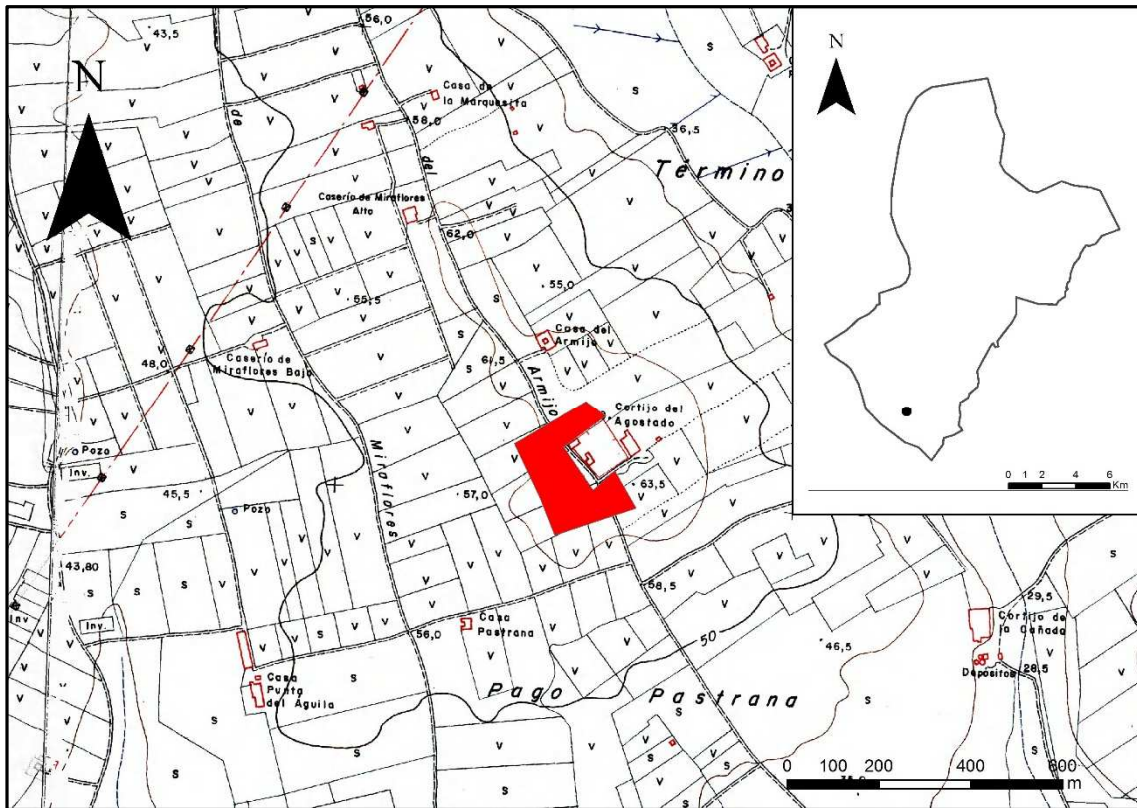 43,5
56,0
N
N
Casa de
la Marquesita
58,0
de
del
36,5
Término
Caserío de Miraflores
Alto
62,0
S
55,0
55,5
Casa del
Armijo
61,5
Caserío de
Miraflores Bajo
48,0
Armijo
Cortijo del
Agostado
Pozo
Inv.
45,5
Pozo
Miraflores
57,0
63,5
0 1 2 4 6
Km
43,80
Inv
Inv.
58,5
29,5
Casa
Pastrana
56,0
50
46,5
Cortijo de
la Cañada
Depósitos
28,5
Casa
Punta
del Águila
Pago Pastrana
0 100 200 400 600 800
m